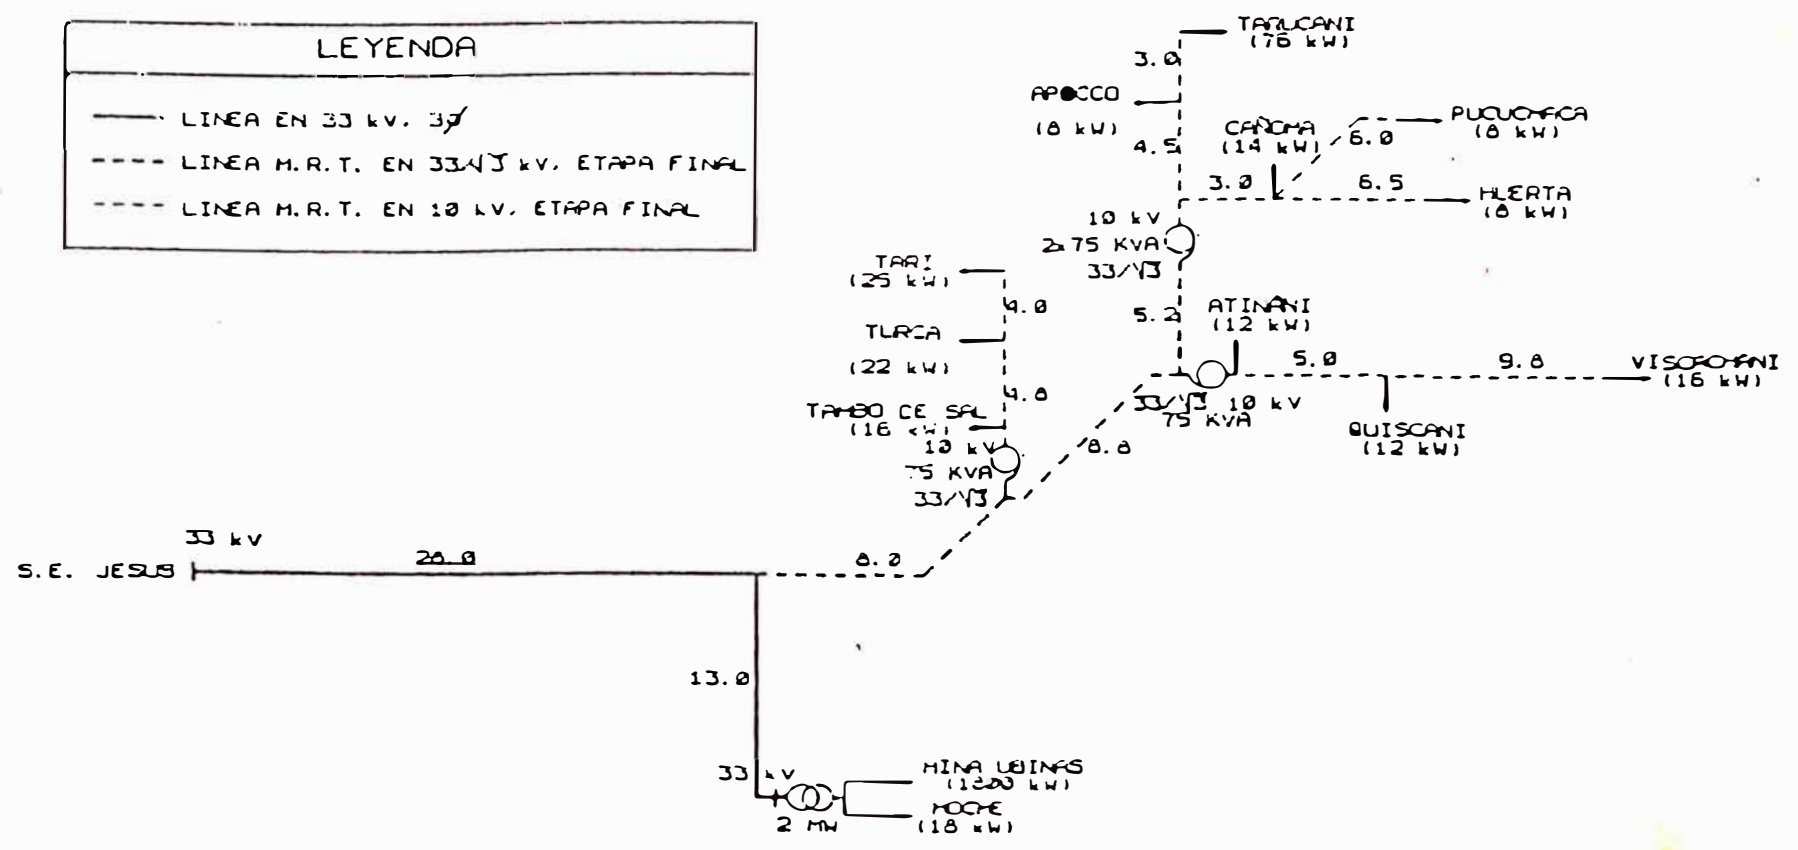 LEYENDA
LINEA EN 33 kV. 3Ø
LINEA M.R.T. EN 33/√3 kV. ETAPA FINAL
LINEA M.R.T. EN 10 kV. ETAPA FINAL
TARUCANI
(76 kW)
3.0
APOCCO
(8 kW)
4.5
CAÑOMA
(14 kW)
6.0
(8 kW)
3.0
6.5
HUERTA
(8 kW)
10 kV
2x75 KVA
33/√3
TARI
(25 kW)
4.0
5.2
ATINANI
(12 kW)
TURCA
(22 kW)
5.0
9.8
(16 kW)
4.8
33/√3 10 kV
75 KVA
TAMBO DE SAL
(16 kW)
QUISCANI
(12 kW)
8.8
10 kV
75 KVA
33/√3
33 kV
S.E. JESUS
28.0
8.0
13.0
33 kV
2 MW
MINA UBINAS
MOCHE
(18 kW)